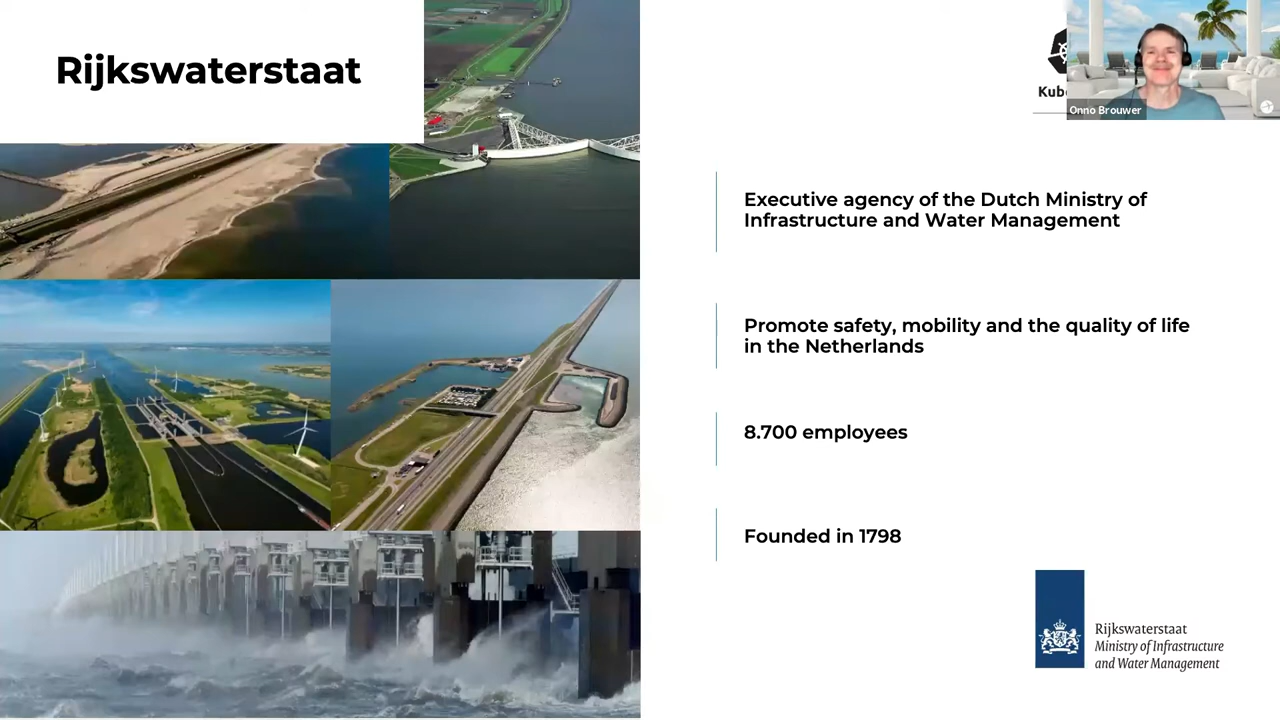 Rijkswaterstaat
Onno Brouwer
Executive agency of the Dutch Ministry of
Infrastructure and Water Management
Promote safety, mobility and the quality of life
in the Netherlands
8.700 employees
Founded in 1798
Rijkswaterstaat
Ministry of Infrastructure
and Water Management